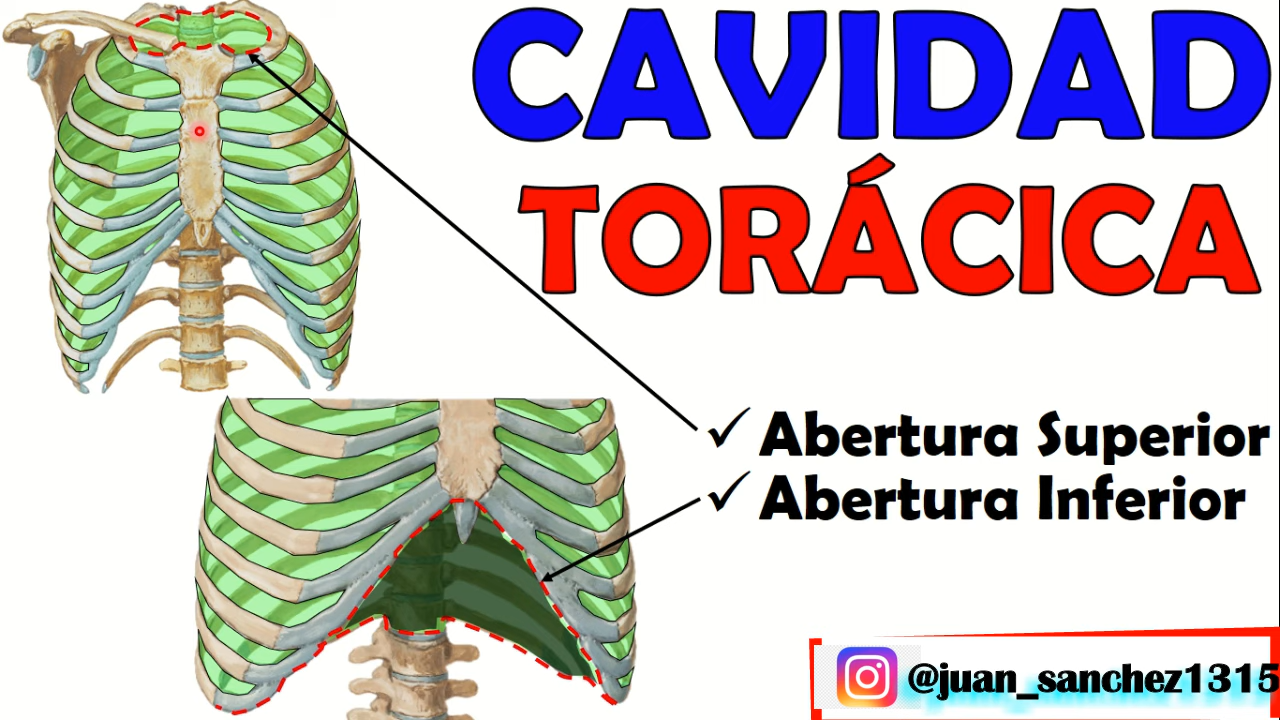 CAVIDAD
TORÁCICA
✓ Abertura Superior
✓ Abertura Inferior
@juan_sanchez1315